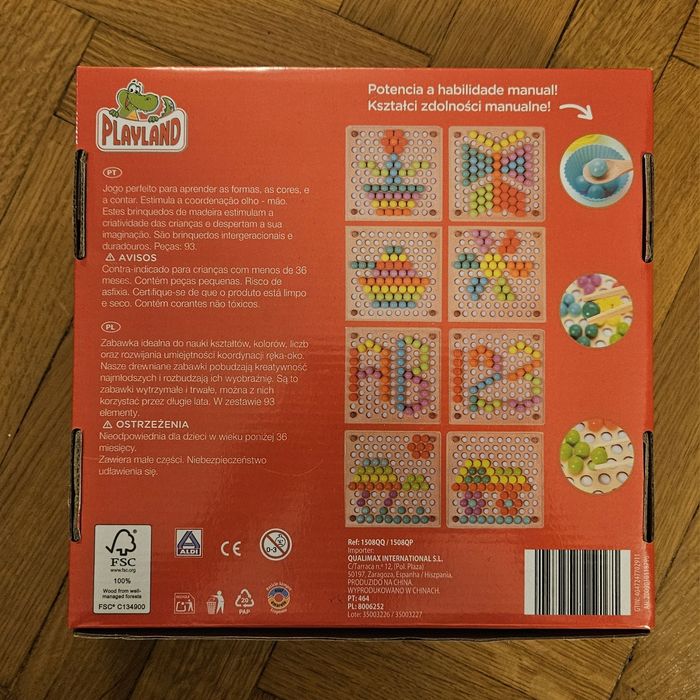 PLAYLAND
Potencia a habilidade manual!
Kształci zdolności manualne!
PT
Jogo perfeito para aprender as formas, as cores, e
a contar. Estimula a coordenação olho - mão.
Estes brinquedos de madeira estimulam a
criatividade das crianças e despertam a sua
imaginação. São brinquedos intergeracionais e
duradouros. Peças: 93.
⚠ AVISOS
Contra-indicado para crianças com menos de 36
meses. Contém peças pequenas. Risco de
asfixia. Certifique-se de que o produto está limpo
e seco. Contém corantes não tóxicos.
PL
Zabawka idealna do nauki kształtów, kolorów, liczb
oraz rozwijania umiejętności koordynacji ręka-oko.
Nasze drewniane zabawki pobudzają kreatywność
najmłodszych i rozbudzają ich wyobraźnię. Są to
zabawki wytrzymałe i trwałe, można z nich
korzystać przez długie lata. W zestawie 93
elementy.
⚠ OSTRZEŻENIA
Nieodpowiednia dla dzieci w wieku poniżej 36
miesięcy.
Zawiera małe części. Niebezpieczeństwo
udławienia się.
FSC
www.fsc.org
100%
Wood from well-
managed forests
FSC® C134900
ALDI
CE
0-3
20
PAP
Ref: 1508QQ / 1508QP
Importer:
QUALIMAX INTERNATIONAL S.L.
C/Tarraca n.º 12, (Pol. Plaza)
50197, Zaragoza, Espanha / Hiszpania.
PRODUZIDO NA CHINA.
WYPRODUKOWANO W CHINACH.
PT: 464
PL: 8006252
Lote: 35003226 / 35003227